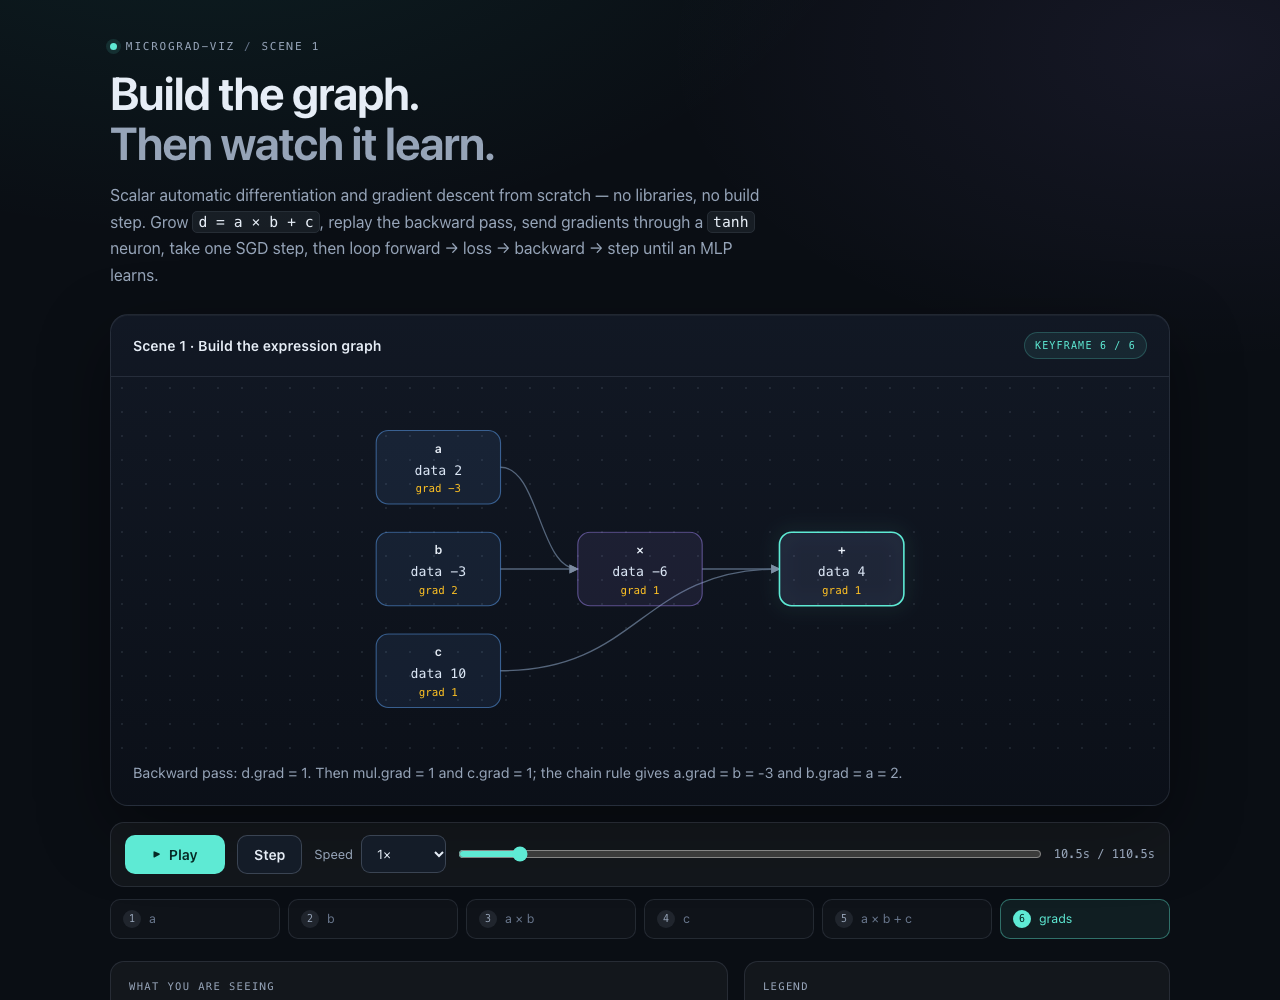 MICROGRAD-VIZ / SCENE 1
Build the graph.
Then watch it learn.
Scalar automatic differentiation and gradient descent from scratch — no libraries, no build
step. Grow d = a × b + c, replay the backward pass, send gradients through a tanh
neuron, take one SGD step, then loop forward → loss → backward → step until an MLP
learns.
Scene 1 · Build the expression graph
KEYFRAME 6 / 6
a
data 2
grad −3
b
data −3
grad 2
×
data −6
grad 1
+
data 4
grad 1
c
data 10
grad 1
Backward pass: d.grad = 1. Then mul.grad = 1 and c.grad = 1; the chain rule gives a.grad = b = -3 and b.grad = a = 2.
▶ Play
Step
Speed
1×
10.5s / 110.5s
1 a
2 b
3 a × b
4 c
5 a × b + c
6 grads
WHAT YOU ARE SEEING
LEGEND